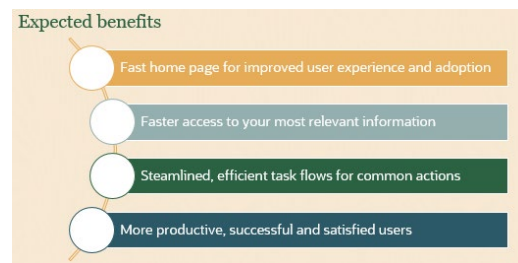 Expected benefits
Fast home page for improved user experience and adoption
Faster access to your most relevant information
Streamlined, efficient task flows for common actions
More productive, successful and satisfied users